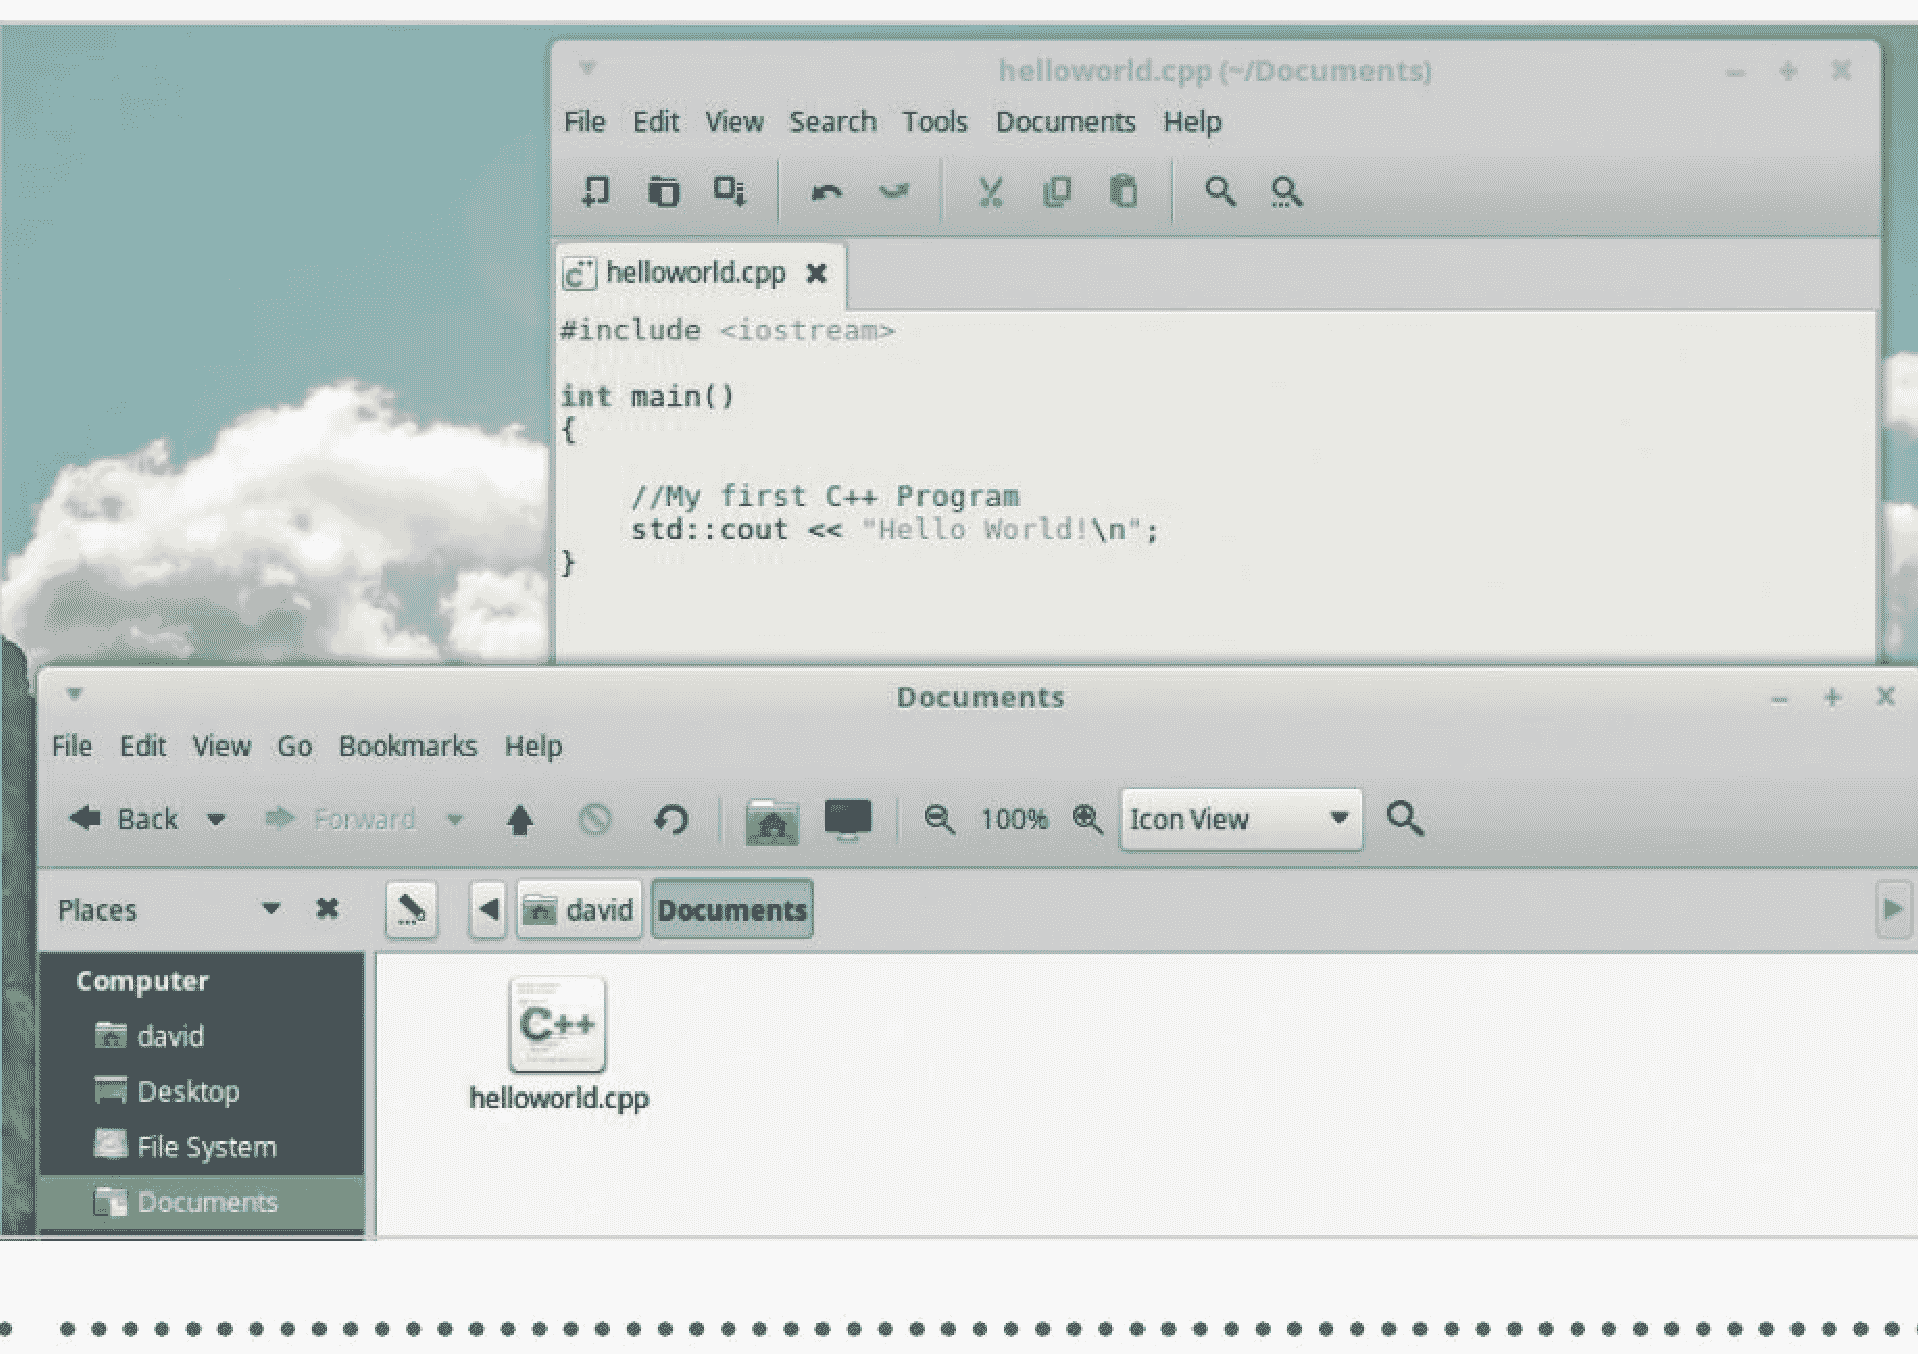 helloworld.cpp (~/Documents)
File Edit View Search Tools Documents Help
helloworld.cpp
#include <iostream>
int main()
{
//My first C++ Program
std::cout << "Hello World!\n";
}
Documents
File Edit View Go Bookmarks Help
Back Forward 100% Icon View
Places david Documents
Computer
david
Desktop
File System
Documents
C++
helloworld.cpp